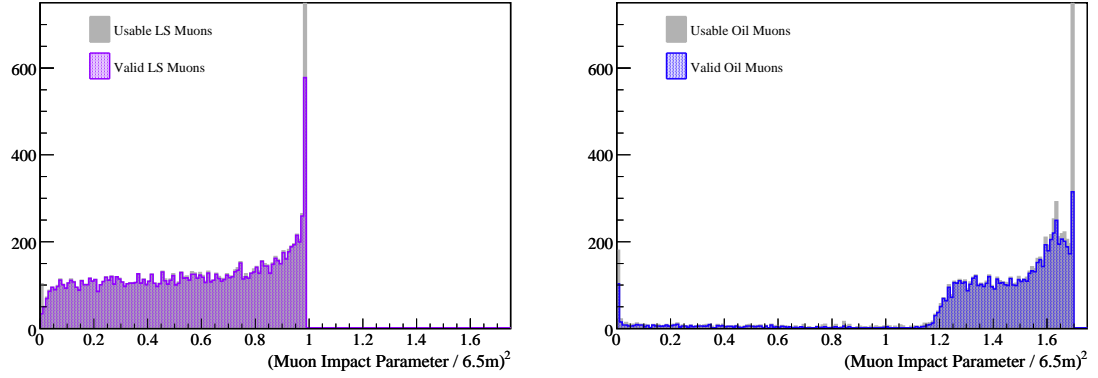 Usable LS Muons
Valid LS Muons
600
400
200
0
0 0.2 0.4 0.6 0.8 1 1.2 1.4 1.6
(Muon Impact Parameter / 6.5m)²
Usable Oil Muons
Valid Oil Muons
600
400
200
0
0 0.2 0.4 0.6 0.8 1 1.2 1.4 1.6
(Muon Impact Parameter / 6.5m)²